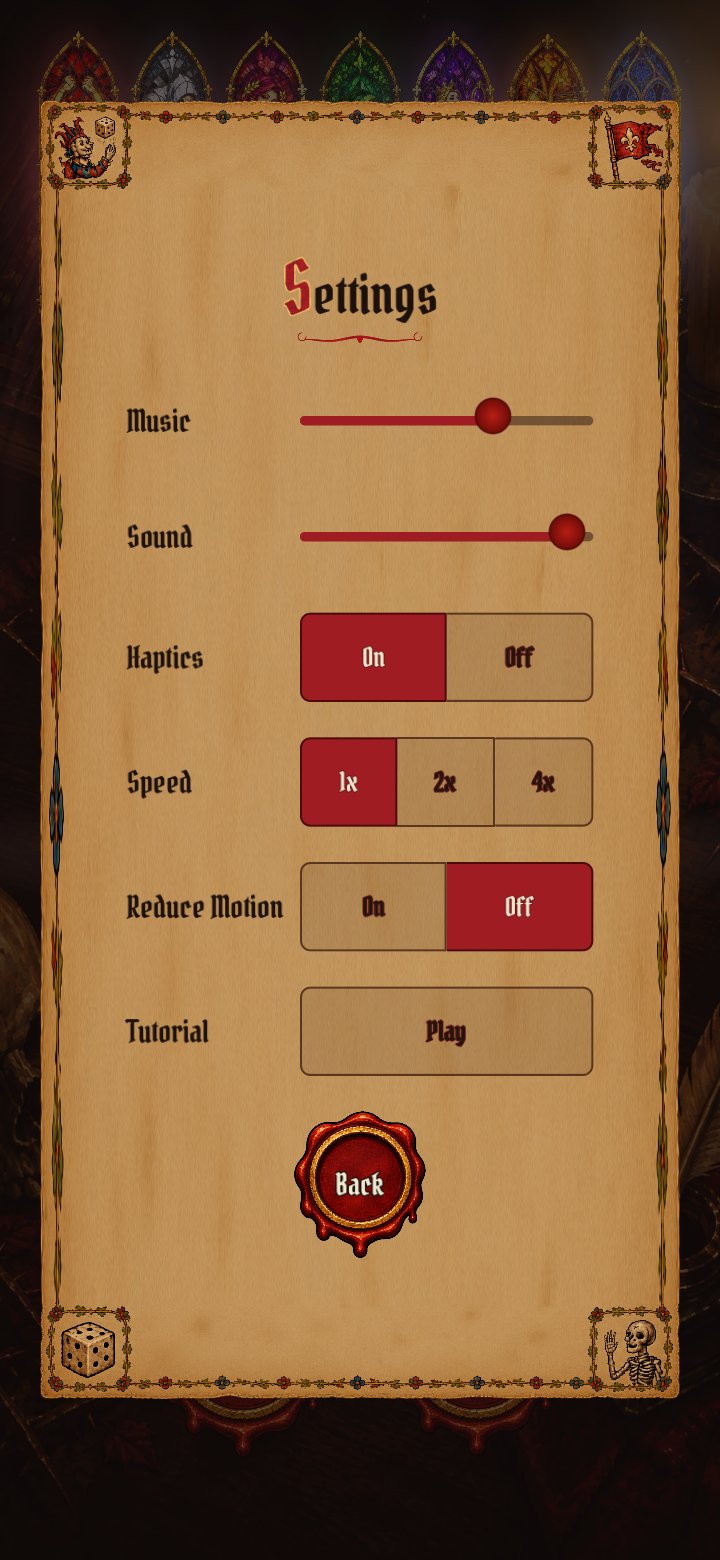 Settings
Music
Sound
Haptics On Off
Speed 1x 2x 4x
Reduce Motion On Off
Tutorial Play
Back